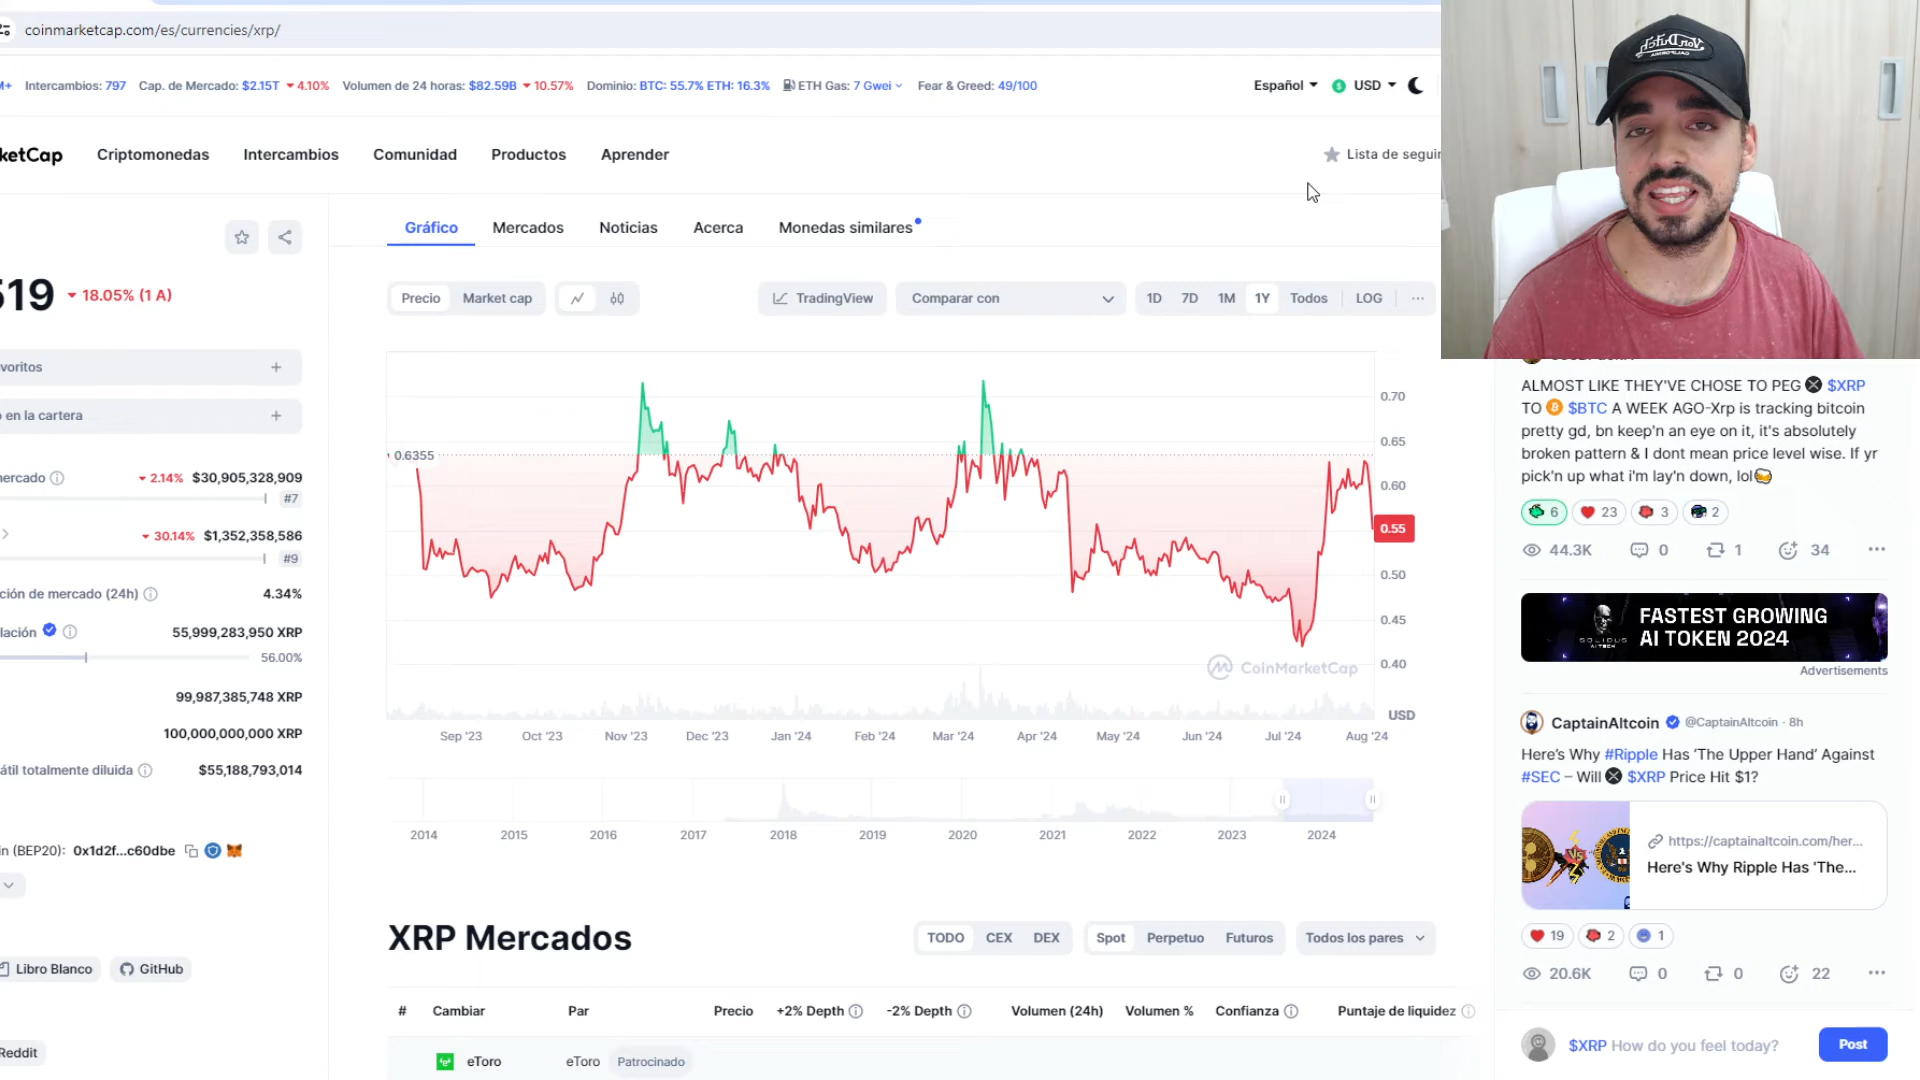 coinmarketcap.com/es/currencies/xrp/
M+ Intercambios: 797 Cap. de Mercado: $2.15T 4.10% Volumen de 24 horas: $82.59B 10.57% Dominio: BTC: 55.7% ETH: 16.3% ETH Gas: 7 Gwei Fear & Greed: 49/100
Español USD
ketCap Criptomonedas Intercambios Comunidad Productos Aprender
Lista de seguir
Gráfico Mercados Noticias Acerca Monedas similares
519 18.05% (1 A)
Precio Market cap
TradingView Comparar con
1D 7D 1M 1Y Todos LOG
voritos
o en la cartera
mercado 2.14% $30,905,328,909
#7
30.14% $1,352,358,586
#9
ción de mercado (24h) 4.34%
lación 55,999,283,950 XRP
56.00%
99,987,385,748 XRP
100,000,000,000 XRP
átil totalmente diluida $55,188,793,014
in (BEP20): 0x1d2f...c60dbe
Libro Blanco GitHub
Reddit
0.6355
0.70
0.65
0.60
0.55
0.50
0.45
0.40
CoinMarketCap
USD
Sep '23 Oct '23 Nov '23 Dec '23 Jan '24 Feb '24 Mar '24 Apr '24 May '24 Jun '24 Jul '24 Aug '24
2014 2015 2016 2017 2018 2019 2020 2021 2022 2023 2024
XRP Mercados
TODO CEX DEX
Spot Perpetuo Futuros
Todos los pares
# Cambiar Par Precio +2% Depth -2% Depth Volumen (24h) Volumen % Confianza Puntaje de liquidez
eToro eToro Patrocinado
ALMOST LIKE THEY'VE CHOSE TO PEG $XRP
TO $BTC A WEEK AGO-Xrp is tracking bitcoin
pretty gd, bn keep'n an eye on it, it's absolutely
broken pattern & I dont mean price level wise. If yr
pick'n up what i'm lay'n down, lol
6 23 3 2
44.3K 0 1 34
SOLIDUS
AI TECH
FASTEST GROWING
AI TOKEN 2024
Advertisements
CaptainAltcoin @CaptainAltcoin · 8h
Here's Why #Ripple Has 'The Upper Hand' Against
#SEC – Will $XRP Price Hit $1?
https://captainaltcoin.com/her...
Here's Why Ripple Has 'The...
19 2 1
20.6K 0 0 22
$XRP How do you feel today?
Post